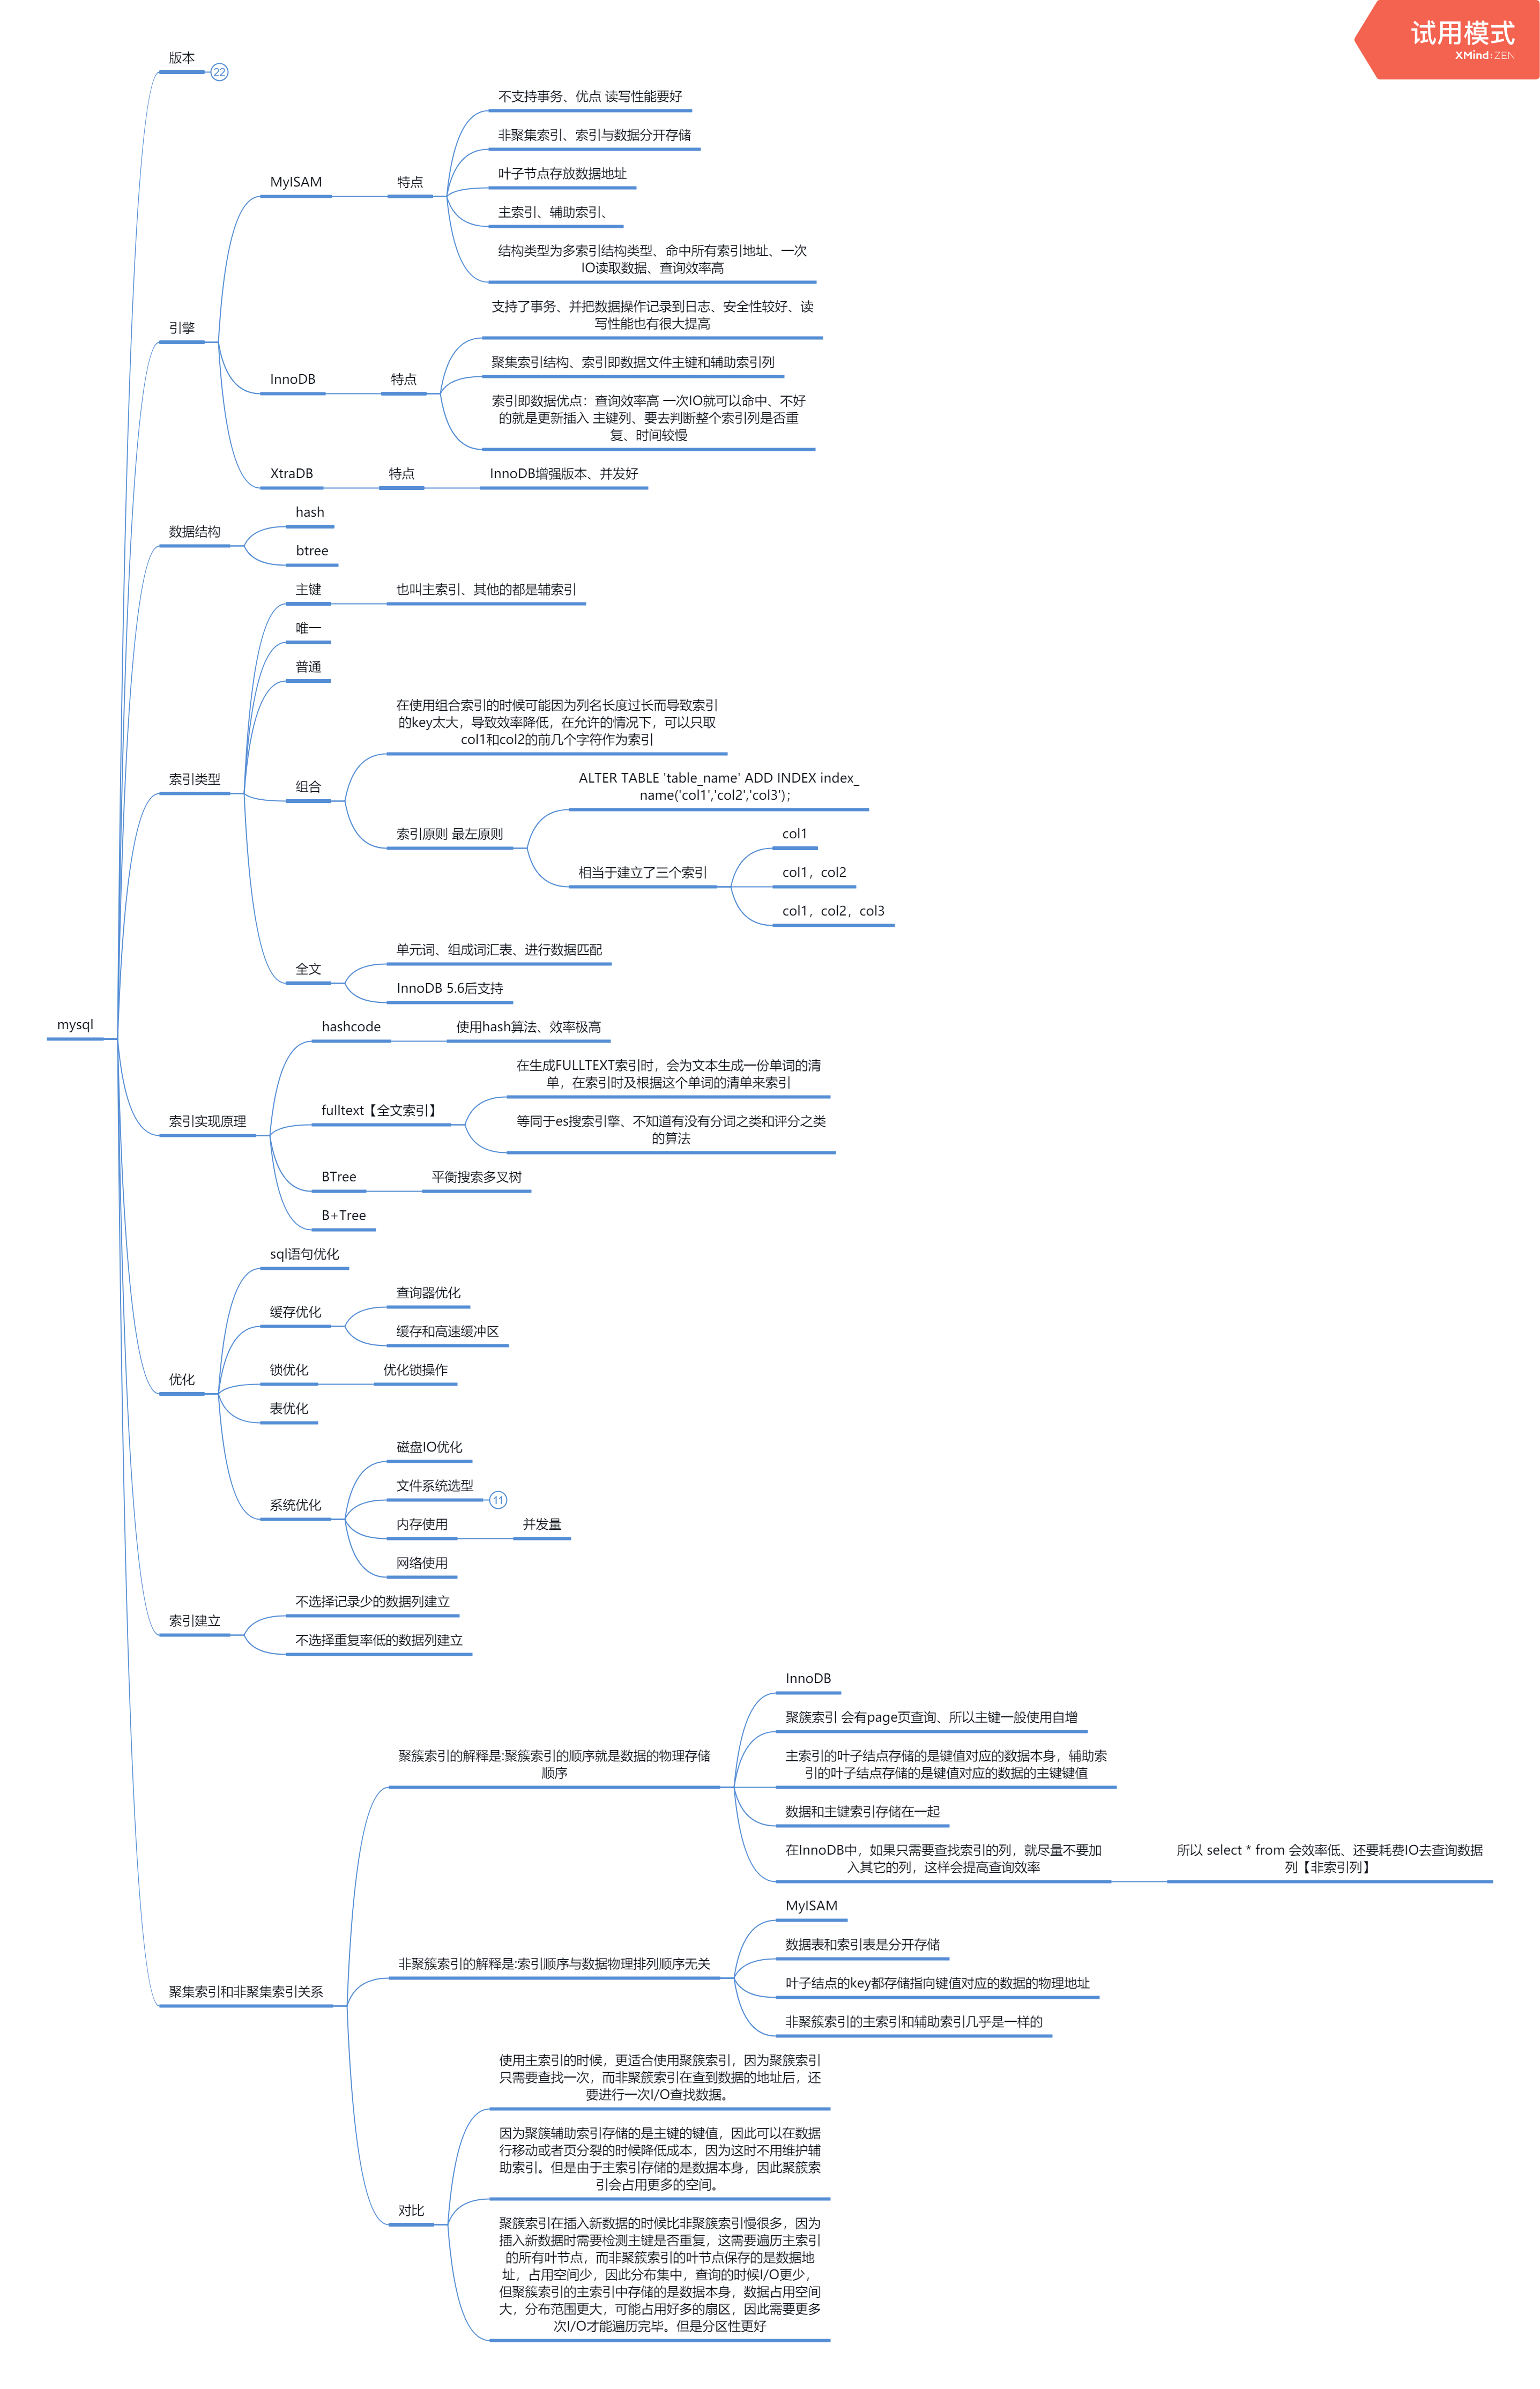 试用模式
XMind:ZEN
mysql
版本
22
引擎
MyISAM
特点
不支持事务、优点 读写性能要好
非聚集索引、索引与数据分开存储
叶子节点存放数据地址
主索引、辅助索引、
结构类型为多索引结构类型、命中所有索引地址、一次
IO读取数据、查询效率高
InnoDB
特点
支持了事务、并把数据操作记录到日志、安全性较好、读
写性能也有很大提高
聚集索引结构、索引即数据文件主键和辅助索引列
索引即数据优点：查询效率高 一次IO就可以命中、不好
的就是更新插入 主键列、要去判断整个索引列是否重
复、时间较慢
XtraDB
特点
InnoDB增强版本、并发好
数据结构
hash
btree
索引类型
主键
也叫主索引、其他的都是辅索引
唯一
普通
组合
在使用组合索引的时候可能因为列名长度过长而导致索引
的key太大，导致效率降低，在允许的情况下，可以只取
col1和col2的前几个字符作为索引
索引原则 最左原则
ALTER TABLE 'table_name' ADD INDEX index_
name('col1','col2','col3')；
相当于建立了三个索引
col1
col1，col2
col1，col2，col3
全文
单元词、组成词汇表、进行数据匹配
InnoDB 5.6后支持
索引实现原理
hashcode
使用hash算法、效率极高
fulltext【全文索引】
在生成FULLTEXT索引时，会为文本生成一份单词的清
单，在索引时及根据这个单词的清单来索引
等同于es搜索引擎、不知道有没有分词之类和评分之类
的算法
BTree
平衡搜索多叉树
B+Tree
优化
sql语句优化
缓存优化
查询器优化
缓存和高速缓冲区
锁优化
优化锁操作
表优化
系统优化
磁盘IO优化
文件系统选型
11
内存使用
并发量
网络使用
索引建立
不选择记录少的数据列建立
不选择重复率低的数据列建立
聚集索引和非聚集索引关系
聚簇索引的解释是:聚簇索引的顺序就是数据的物理存储
顺序
InnoDB
聚簇索引 会有page页查询、所以主键一般使用自增
主索引的叶子结点存储的是键值对应的数据本身，辅助索
引的叶子结点存储的是键值对应的数据的主键键值
数据和主键索引存储在一起
在InnoDB中，如果只需要查找索引的列，就尽量不要加
入其它的列，这样会提高查询效率
所以 select * from 会效率低、还要耗费IO去查询数据
列【非索引列】
非聚簇索引的解释是:索引顺序与数据物理排列顺序无关
MyISAM
数据表和索引表是分开存储
叶子结点的key都存储指向键值对应的数据的物理地址
非聚簇索引的主索引和辅助索引几乎是一样的
对比
使用主索引的时候，更适合使用聚簇索引，因为聚簇索引
只需要查找一次，而非聚簇索引在查到数据的地址后，还
要进行一次I/O查找数据。
因为聚簇辅助索引存储的是主键的键值，因此可以在数据
行移动或者页分裂的时候降低成本，因为这时不用维护辅
助索引。但是由于主索引存储的是数据本身，因此聚簇索
引会占用更多的空间。
聚簇索引在插入新数据的时候比非聚簇索引慢很多，因为
插入新数据时需要检测主键是否重复，这需要遍历主索引
的所有叶节点，而非聚簇索引的叶节点保存的是数据地
址，占用空间少，因此分布集中，查询的时候I/O更少，
但聚簇索引的主索引中存储的是数据本身，数据占用空间
大，分布范围更大，可能占用好多的扇区，因此需要更多
次I/O才能遍历完毕。但是分区性更好